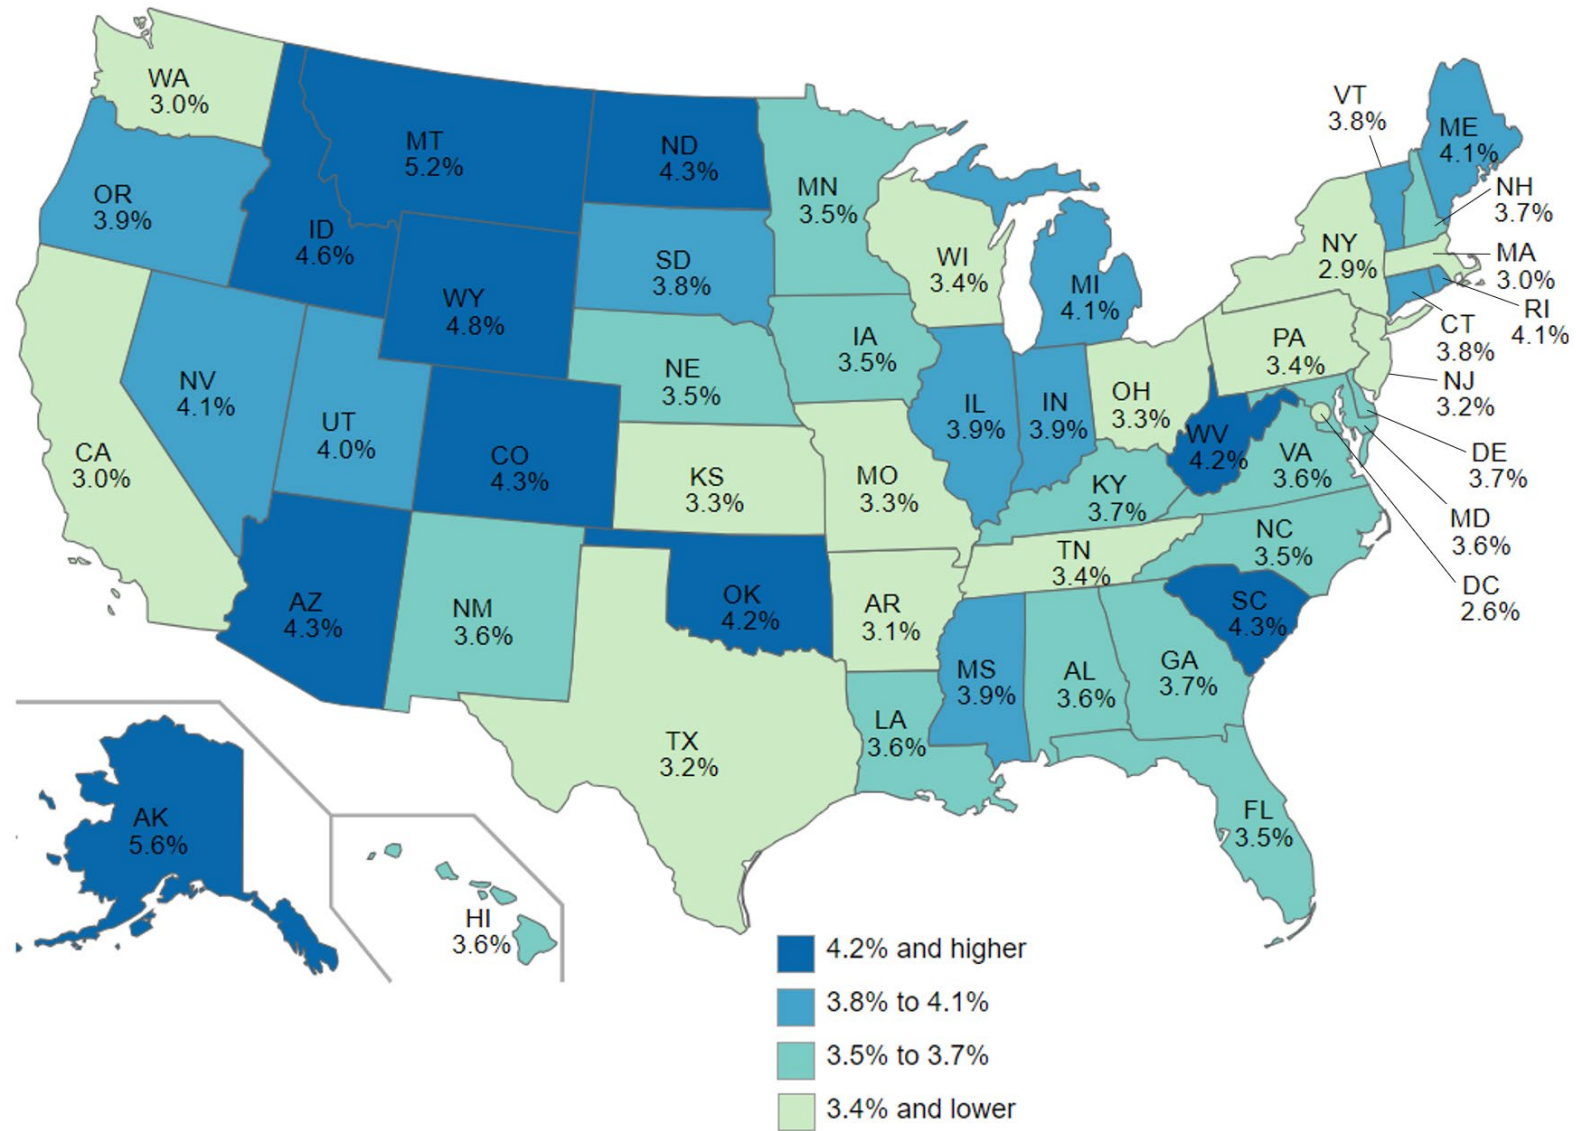 WA
3.0%
OR
3.9%
CA
3.0%
NV
4.1%
ID
4.6%
MT
5.2%
WY
4.8%
UT
4.0%
AZ
4.3%
CO
4.3%
NM
3.6%
ND
4.3%
SD
3.8%
NE
3.5%
KS
3.3%
OK
4.2%
TX
3.2%
MN
3.5%
IA
3.5%
MO
3.3%
AR
3.1%
LA
3.6%
WI
3.4%
IL
3.9%
MI
4.1%
IN
3.9%
OH
3.3%
KY
3.7%
TN
3.4%
MS
3.9%
AL
3.6%
GA
3.7%
FL
3.5%
SC
4.3%
NC
3.5%
VA
3.6%
WV
4.2%
PA
3.4%
NY
2.9%
VT
3.8%
ME
4.1%
NH
3.7%
MA
3.0%
RI
4.1%
CT
3.8%
NJ
3.2%
DE
3.7%
MD
3.6%
DC
2.6%
AK
5.6%
HI
3.6%
4.2% and higher
3.8% to 4.1%
3.5% to 3.7%
3.4% and lower